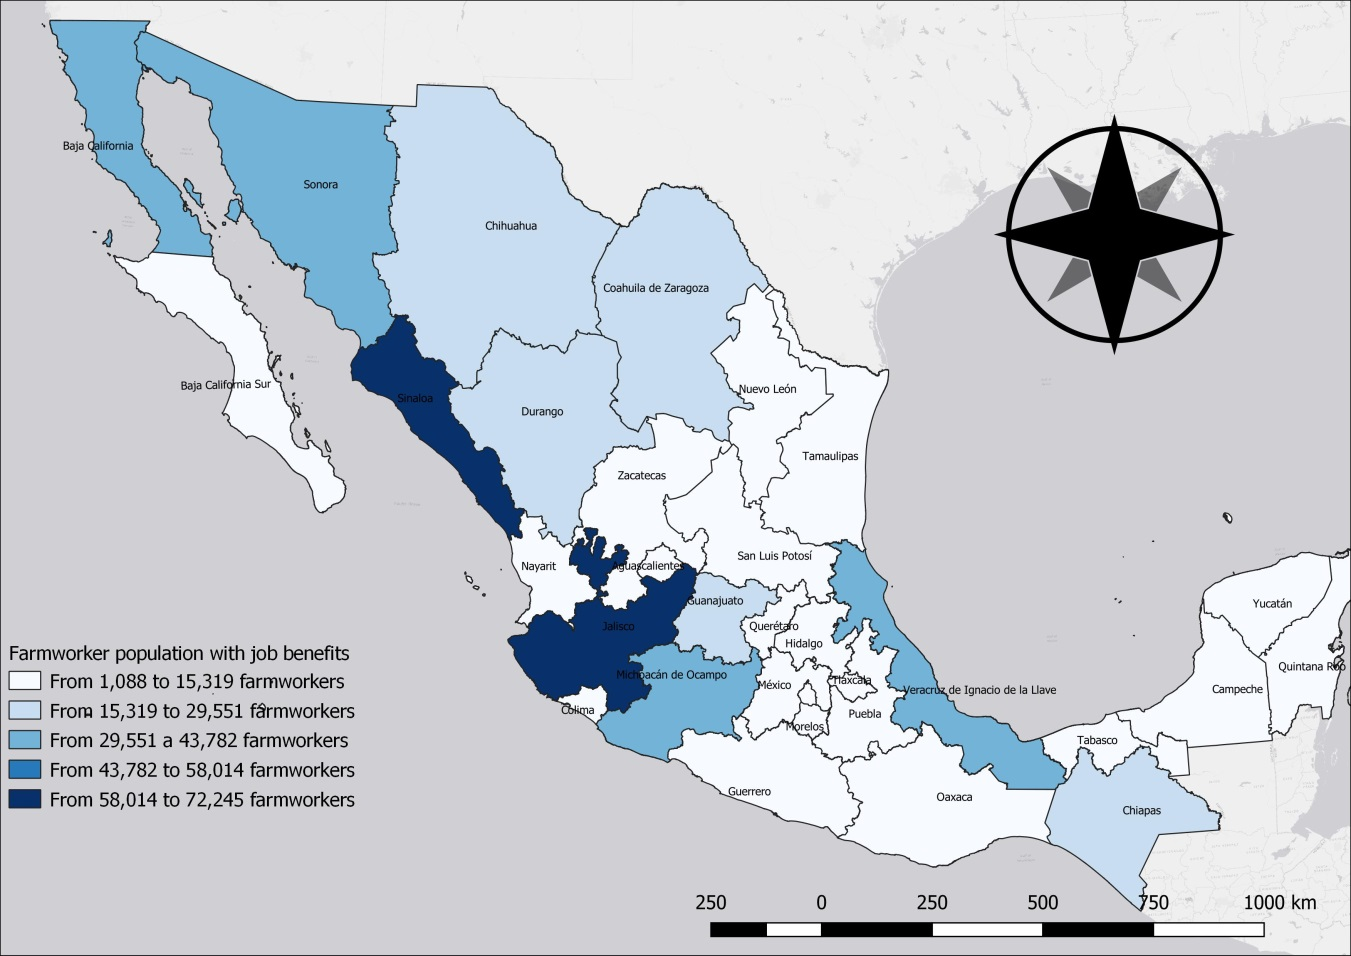 Baja California
Sonora
Chihuahua
Coahuila de Zaragoza
Baja California Sur
Sinaloa
Durango
Nuevo León
Tamaulipas
Zacatecas
San Luis Potosí
Nayarit
Aguascalientes
Guanajuato
Jalisco
Querétaro
Hidalgo
Yucatán
Quintana Roo
Michoacán de Ocampo
México
Tlaxcala
Veracruz de Ignacio de la Llave
Campeche
Colima
Morelos
Puebla
Tabasco
Guerrero
Oaxaca
Chiapas
Farmworker population with job benefits
From 1,088 to 15,319 farmworkers
From 15,319 to 29,551 farmworkers
From 29,551 a 43,782 farmworkers
From 43,782 to 58,014 farmworkers
From 58,014 to 72,245 farmworkers
250 0 250 500 750 1000 km